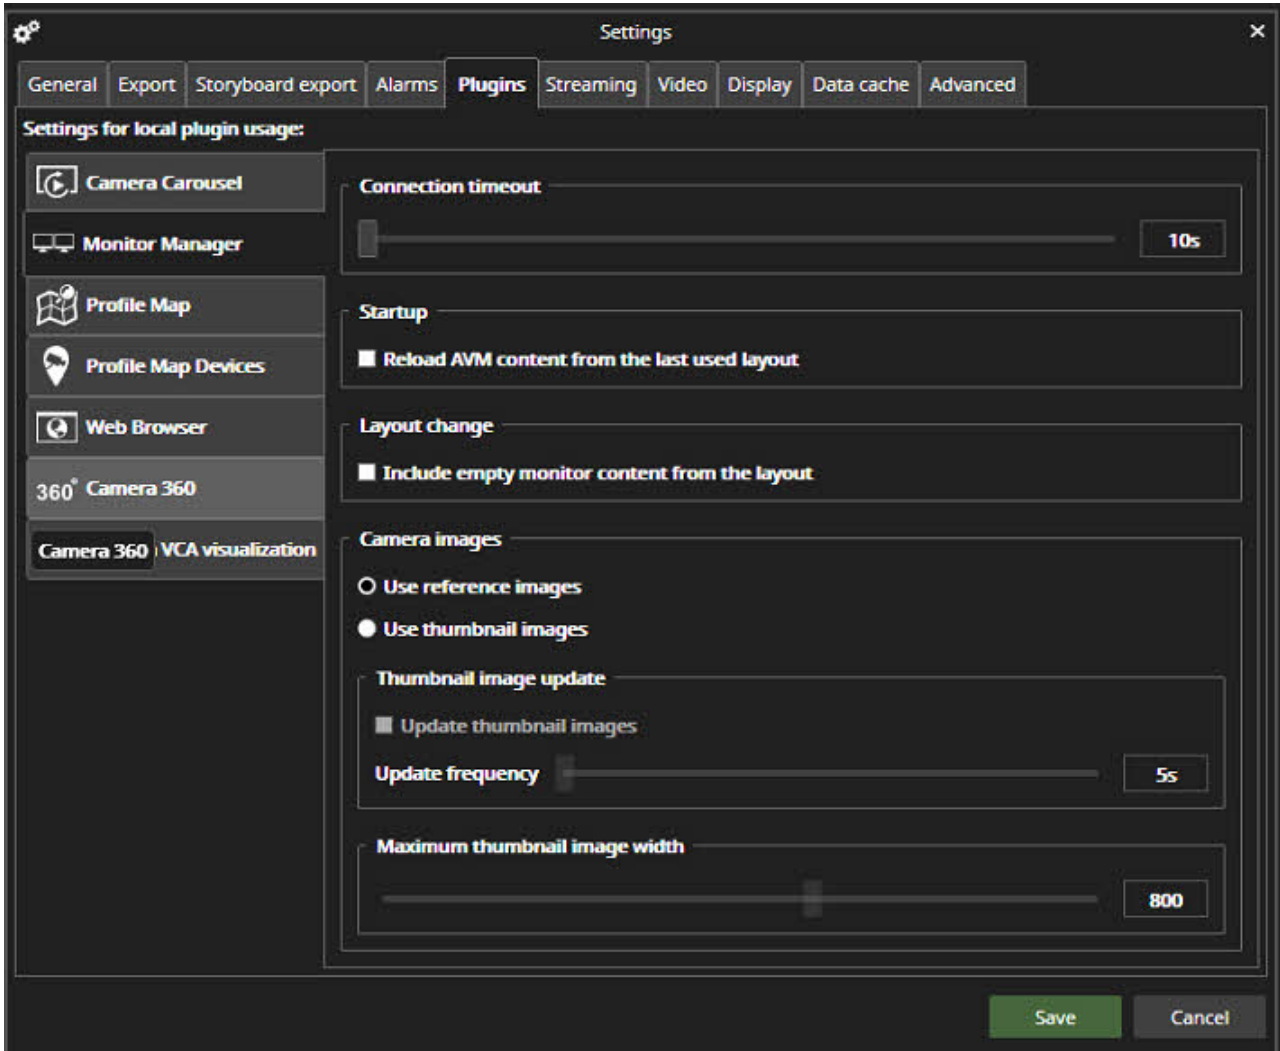 Settings
General Export Storyboard export Alarms Plugins Streaming Video Display Data cache Advanced
Settings for local plugin usage:
Camera Carousel
Monitor Manager
Profile Map
Profile Map Devices
Web Browser
360° Camera 360
Camera 360 VCA visualization
Connection timeout
10s
Startup
Reload AVM content from the last used layout
Layout change
Include empty monitor content from the layout
Camera images
Use reference images
Use thumbnail images
Thumbnail image update
Update thumbnail images
Update frequency 5s
Maximum thumbnail image width
800
Save Cancel